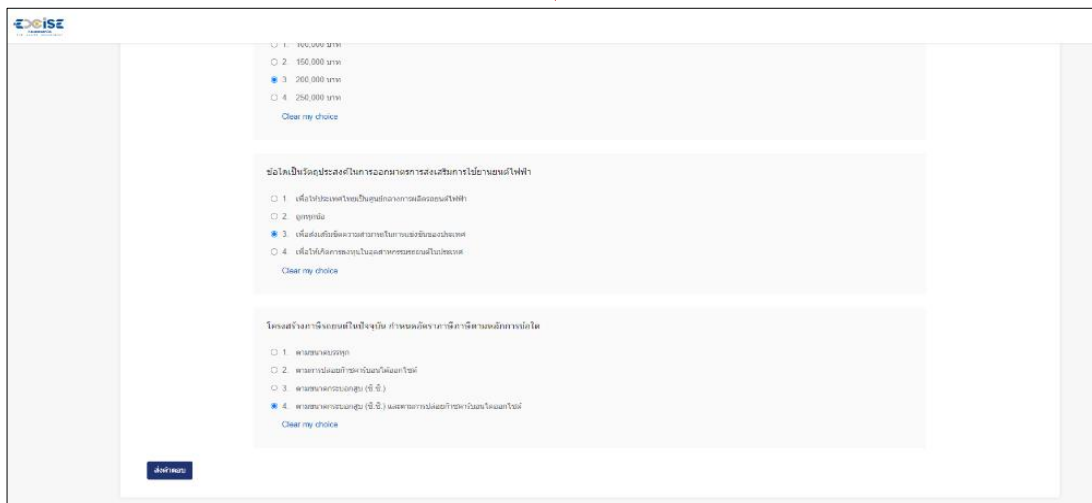 EXCISE
1. 100,000 บาท
2. 150,000 บาท
3. 200,000 บาท
4. 250,000 บาท
Clear my choice
ข้อใดเป็นวัตถุประสงค์ในการออกมาตรการส่งเสริมการใช้ยานยนต์ไฟฟ้า
1. เพื่อให้ประเทศไทยเป็นศูนย์กลางการผลิตรถยนต์ไฟฟ้า
2. ถูกทุกข้อ
3. เพื่อส่งเสริมขีดความสามารถในการแข่งขันของประเทศ
4. เพื่อให้เกิดการลงทุนในอุตสาหกรรมรถยนต์ในประเทศ
Clear my choice
โครงสร้างภาษีรถยนต์ในปัจจุบัน กำหนดอัตราภาษีภาษีตามหลักการข้อใด
1. ตามขนาดบรรทุก
2. ตามการปล่อยก๊าซคาร์บอนไดออกไซด์
3. ตามขนาดกระบอกสูบ (ซี.ซี.)
4. ตามขนาดกระบอกสูบ (ซี.ซี.) และตามการปล่อยก๊าซคาร์บอนไดออกไซด์
Clear my choice
ส่งคำตอบ